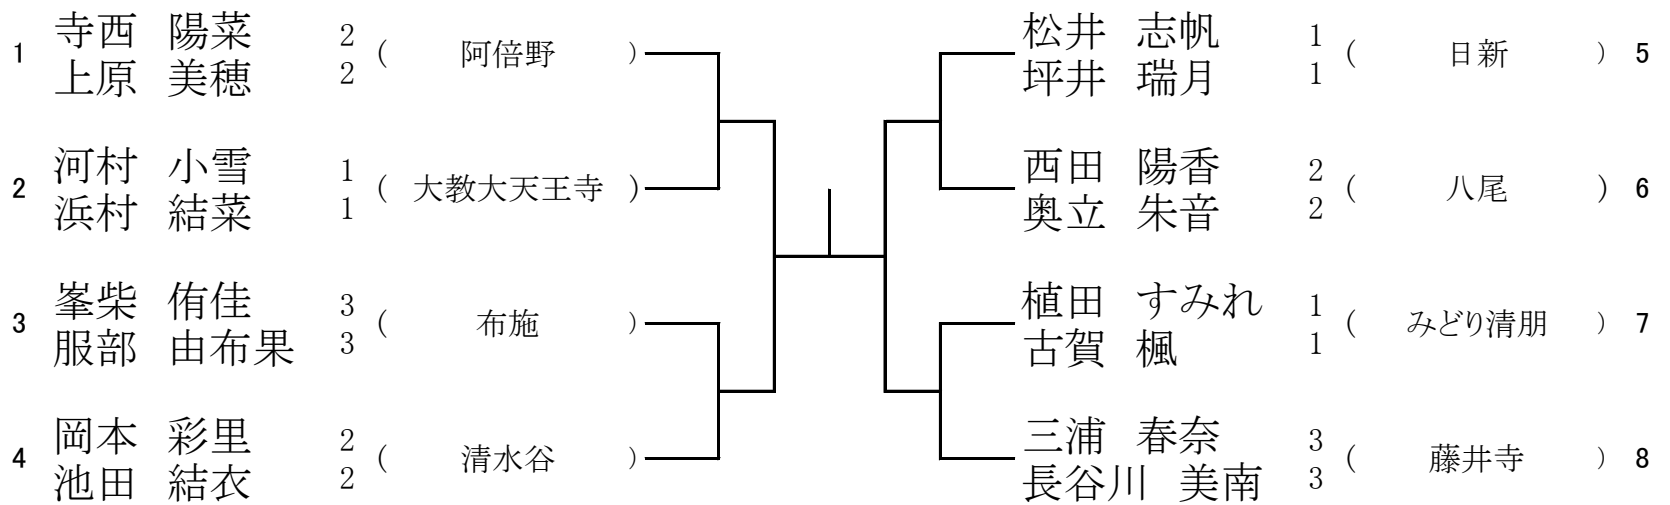 1 寺西 陽菜 2 ( 阿倍野 )
上原 美穂 2
2 河村 小雪 1 ( 大教大天王寺 )
浜村 結菜 1
3 峯柴 侑佳 3 ( 布施 )
服部 由布果 3
4 岡本 彩里 2 ( 清水谷 )
池田 結衣 2
松井 志帆 1 ( 日新 ) 5
坪井 瑞月 1
西田 陽香 2 ( 八尾 ) 6
奥立 朱音 2
植田 すみれ 1 ( みどり清朋 ) 7
古賀 楓 1
三浦 春奈 3 ( 藤井寺 ) 8
長谷川 美南 3